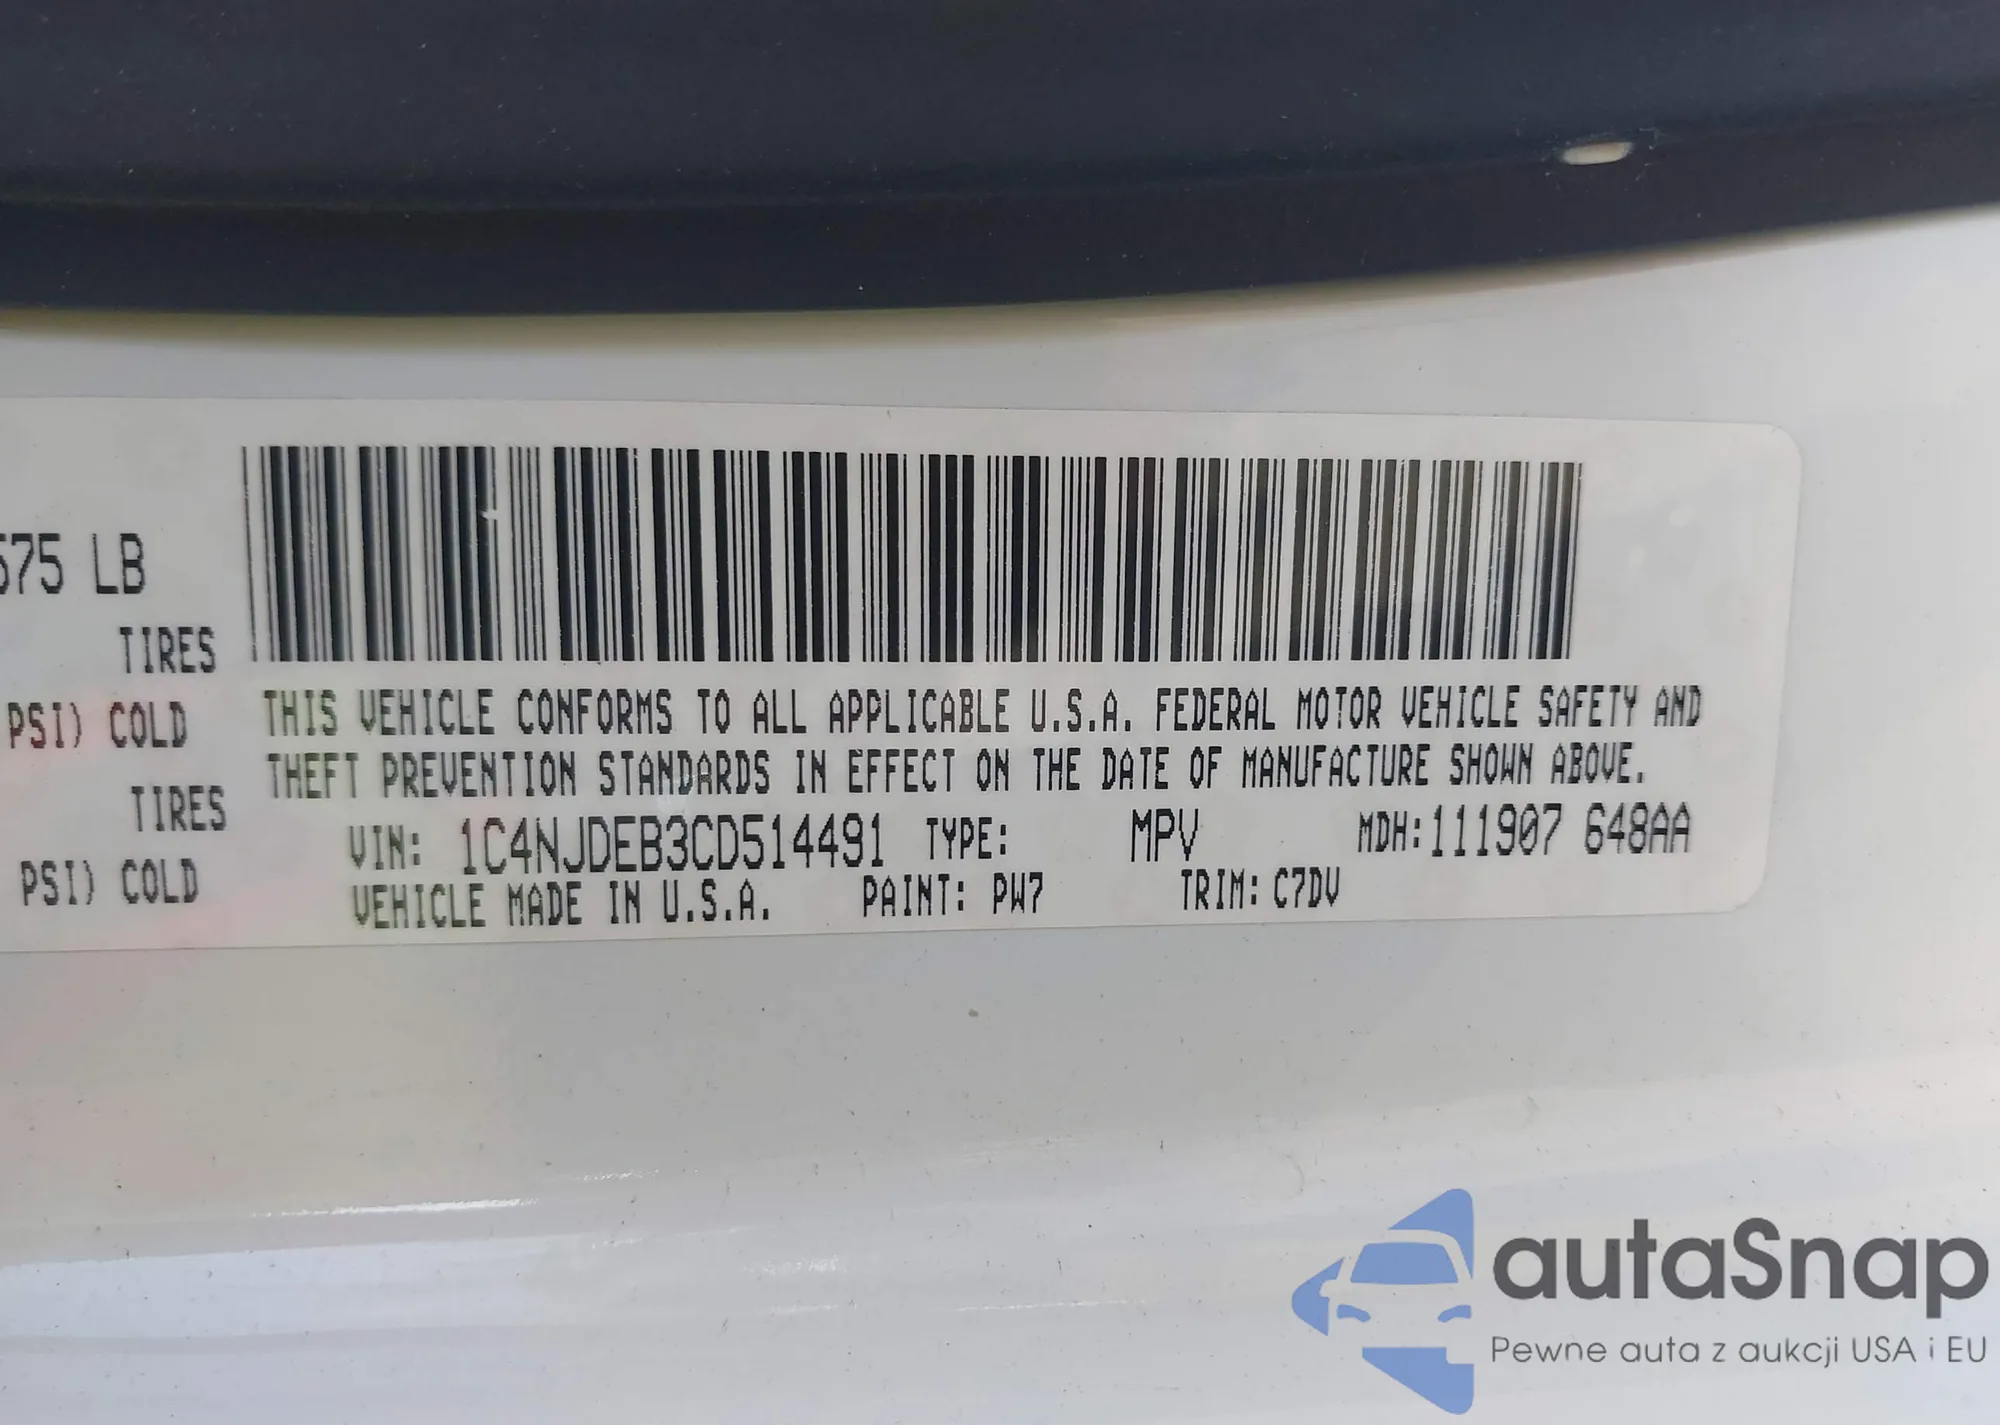 575 LB
TIRES
PSI) COLD
TIRES
PSI) COLD
THIS VEHICLE CONFORMS TO ALL APPLICABLE U.S.A. FEDERAL MOTOR VEHICLE SAFETY AND
THEFT PREVENTION STANDARDS IN EFFECT ON THE DATE OF MANUFACTURE SHOWN ABOVE.
VIN: 1C4NJDEB3CD514491 TYPE: MPV MDH:111907 648AA
VEHICLE MADE IN U.S.A. PAINT: PW7 TRIM: C7DV
autaSnap
Pewne auta z aukcji USA i EU